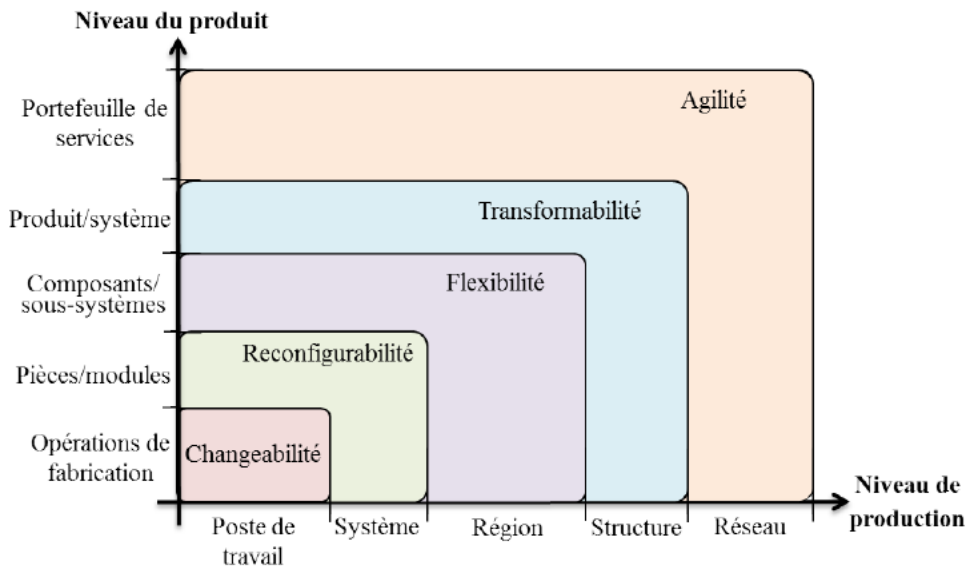 Niveau du produit
Portefeuille de
services
Agilité
Produit/système
Transformabilité
Composants/
sous-systèmes
Flexibilité
Pièces/modules
Reconfigurabilité
Opérations de
fabrication
Changeabilité
Poste de
travail
Système
Région
Structure
Réseau
Niveau de
production